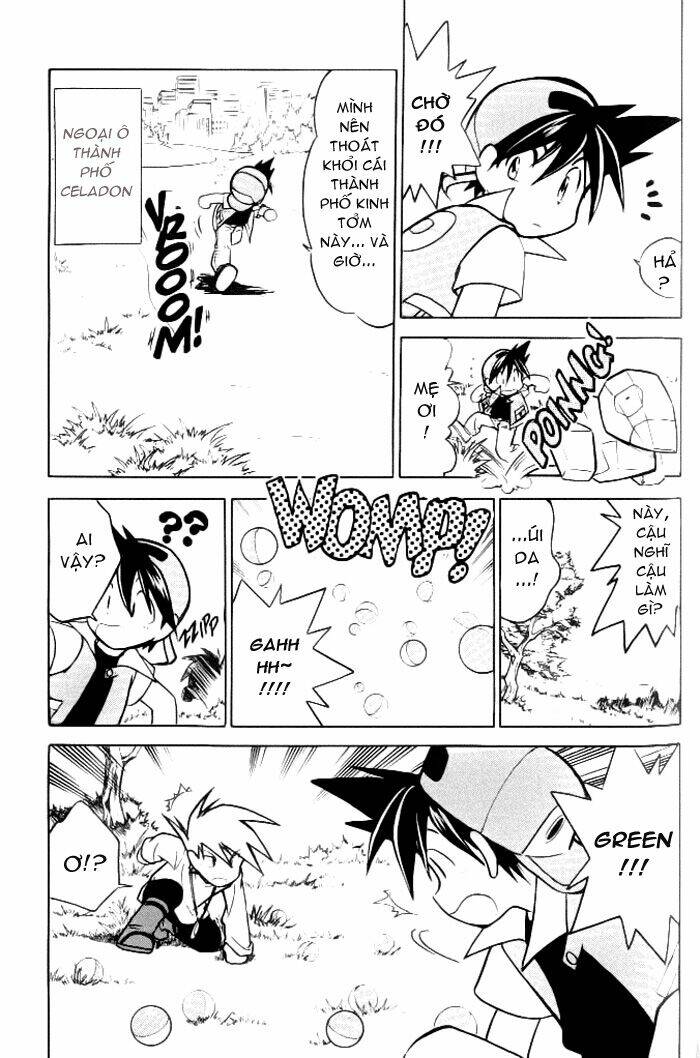 NGOẠI Ô
THÀNH
PHỐ
CELADON
VROOOM!
MÌNH
NÊN
THOÁT
KHỎI CÁI
THÀNH
PHỐ KINH
TỞM
NÀY... VÀ
GIỜ...
CHỜ
ĐÓ
!!!
HẢ
?
MẸ
ƠI
!
POINNG!
AI
VẬY?
??
ZZIPP
WOMP!
GAHH
HH~
!!!!
...ÚI
DA
...!
NÀY,
CẬU
NGHĨ
CẬU
LÀM
GÌ?
Ơ!?
GREEN
!!!